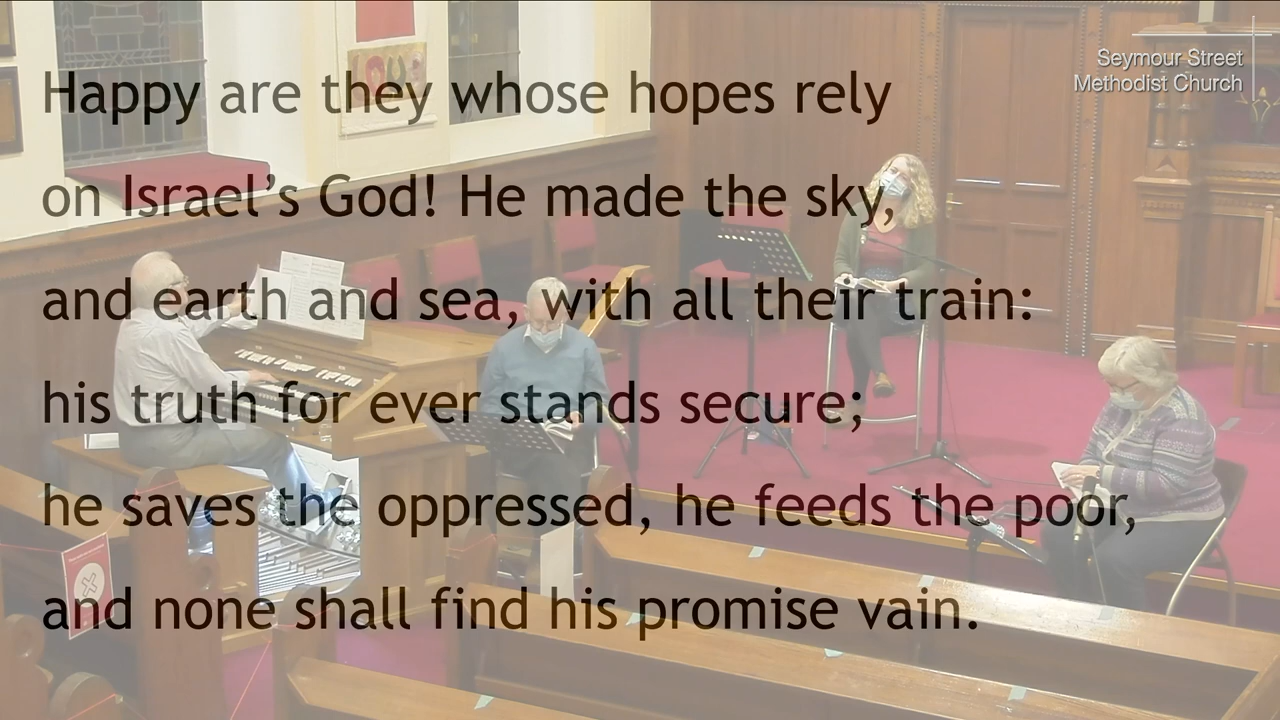 Happy are they whose hopes rely
on Israel’s God! He made the sky,
and earth and sea, with all their train:
his truth for ever stands secure;
he saves the oppressed, he feeds the poor,
and none shall find his promise vain.
Seymour Street
Methodist Church